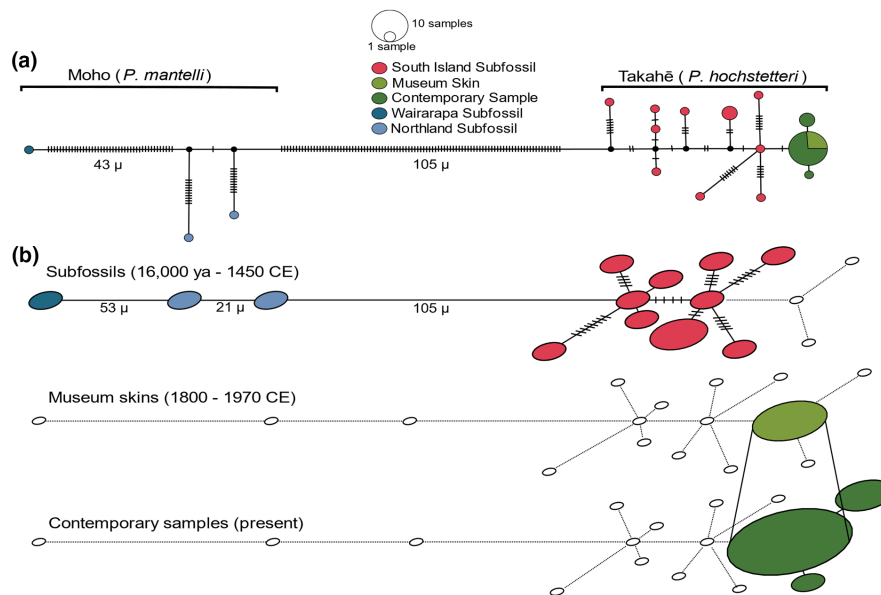 10 samples
1 sample
(a)
Moho (P. mantelli)
South Island Subfossil
Museum Skin
Contemporary Sample
Wairarapa Subfossil
Northland Subfossil
Takahē (P. hochstetteri)
43 µ
105 µ
(b)
Subfossils (16,000 ya - 1450 CE)
53 µ
21 µ
105 µ
Museum skins (1800 - 1970 CE)
Contemporary samples (present)